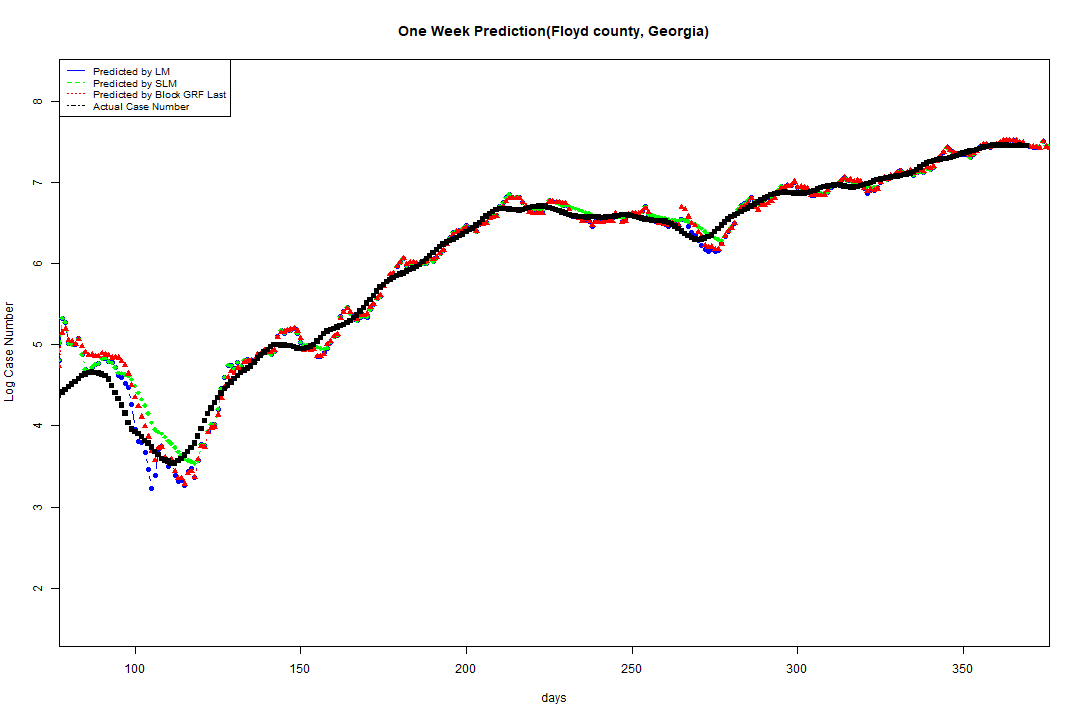 One Week Prediction(Floyd county, Georgia)
Predicted by LM
Predicted by SLM
Predicted by Block GRF Last
Actual Case Number
8
7
6
5
4
3
2
Log Case Number
100 150 200 250 300 350
days